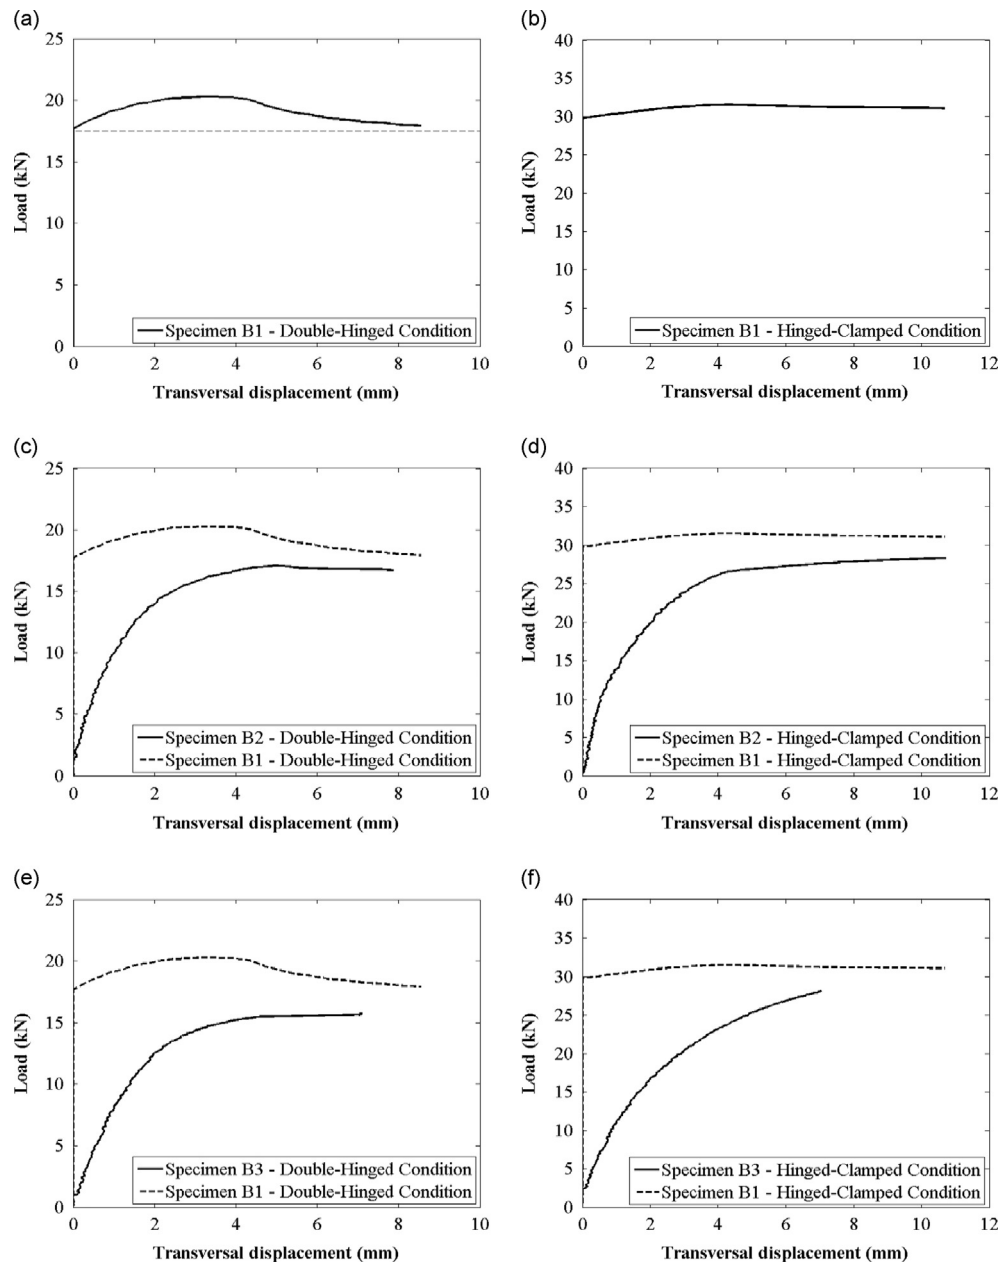 (a)
25
20
15
10
5
0
Load (kN)
Specimen B1 - Double-Hinged Condition
0 2 4 6 8 10
Transversal displacement (mm)
(b)
40
35
30
25
20
15
10
5
0
Load (kN)
Specimen B1 - Hinged-Clamped Condition
0 2 4 6 8 10 12
Transversal displacement (mm)
(c)
25
20
15
10
5
0
Load (kN)
Specimen B2 - Double-Hinged Condition
Specimen B1 - Double-Hinged Condition
0 2 4 6 8 10
Transversal displacement (mm)
(d)
40
35
30
25
20
15
10
5
0
Load (kN)
Specimen B2 - Hinged-Clamped Condition
Specimen B1 - Hinged-Clamped Condition
0 2 4 6 8 10 12
Transversal displacement (mm)
(e)
25
20
15
10
5
0
Load (kN)
Specimen B3 - Double-Hinged Condition
Specimen B1 - Double-Hinged Condition
0 2 4 6 8 10
Transversal displacement (mm)
(f)
40
35
30
25
20
15
10
5
0
Load (kN)
Specimen B3 - Hinged-Clamped Condition
Specimen B1 - Hinged-Clamped Condition
0 2 4 6 8 10 12
Transversal displacement (mm)